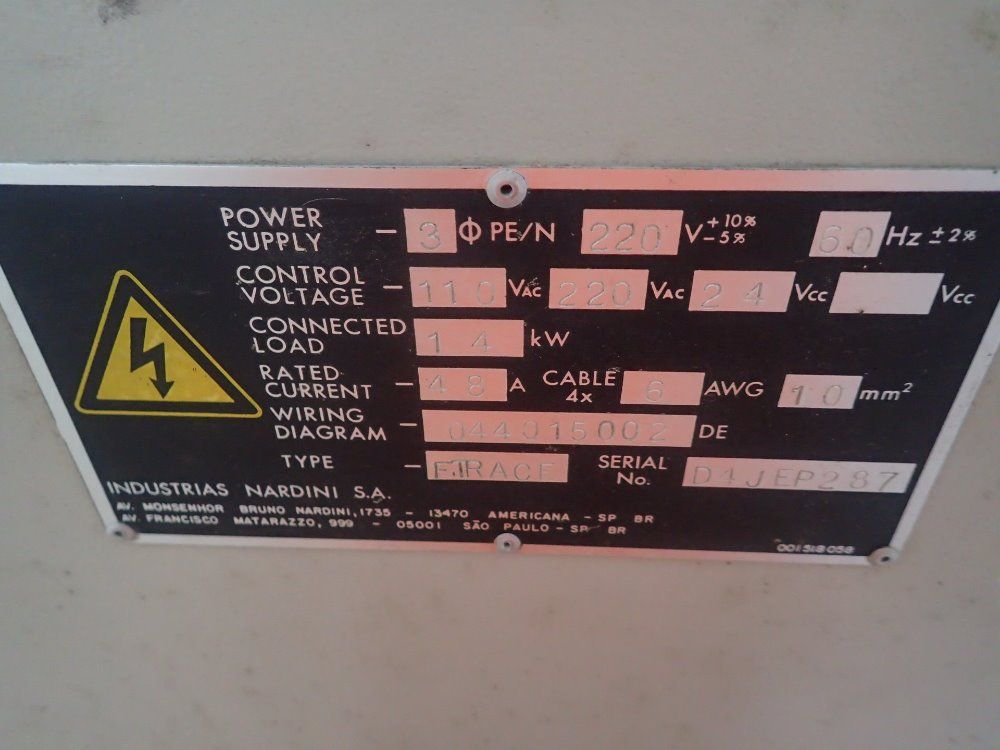 POWER SUPPLY - 3 Φ PE/N 220 V +10% -5% 60 Hz ± 2%
CONTROL VOLTAGE - 110 VAC 220 VAC 24 VCC VCC
CONNECTED LOAD 14 kW
RATED CURRENT - 48 A CABLE 4x 6 AWG 10 mm²
WIRING DIAGRAM - 044015002 DE
TYPE - SERIAL No. D1JEP287
INDUSTRIAS NARDINI S.A.
AV. MONSENHOR BRUNO NARDINI, 1735 - 13470 AMERICANA - SP BR
AV. FRANCISCO MATARAZZO, 999 - 05001 SÃO PAULO - SP BR
001518058